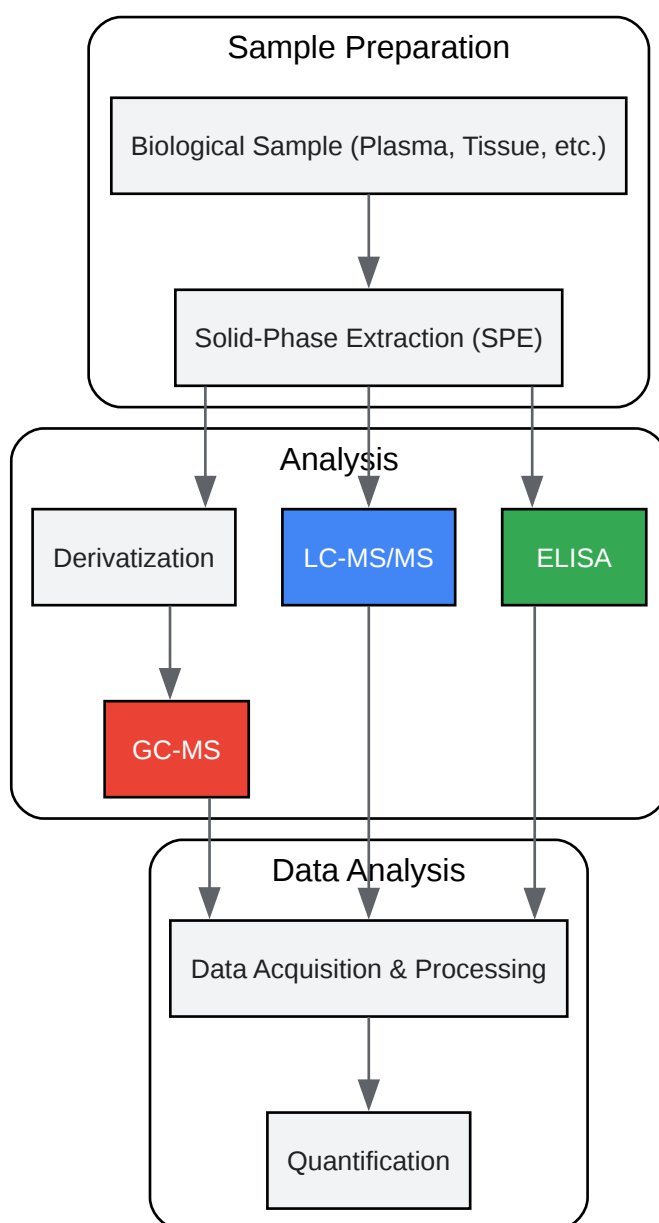 Sample Preparation
Biological Sample (Plasma, Tissue, etc.)
Solid-Phase Extraction (SPE)
Analysis
Derivatization
LC-MS/MS
ELISA
GC-MS
Data Analysis
Data Acquisition & Processing
Quantification